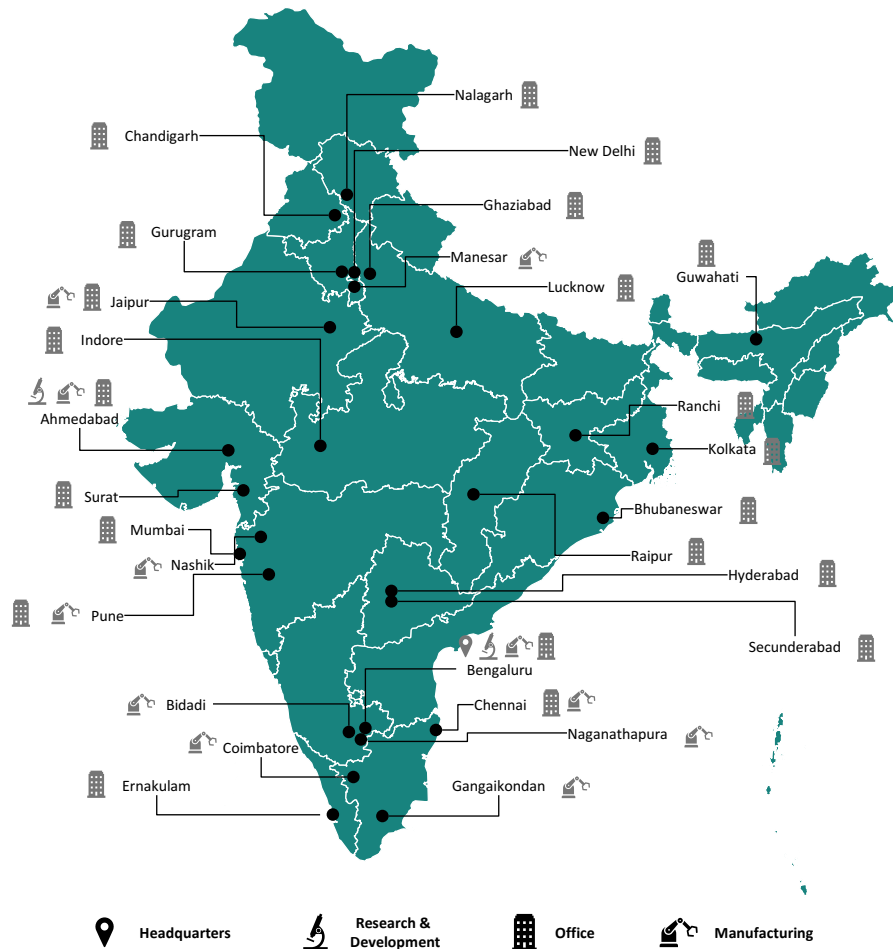 Nalagarh
Chandigarh
New Delhi
Ghaziabad
Gurugram
Manesar
Guwahati
Lucknow
Jaipur
Indore
Ranchi
Ahmedabad
Kolkata
Surat
Bhubaneswar
Mumbai
Raipur
Nashik
Hyderabad
Pune
Secunderabad
Bengaluru
Bidadi
Chennai
Naganathapura
Coimbatore
Ernakulam
Gangaikondan
Headquarters
Research &
Development
Office
Manufacturing